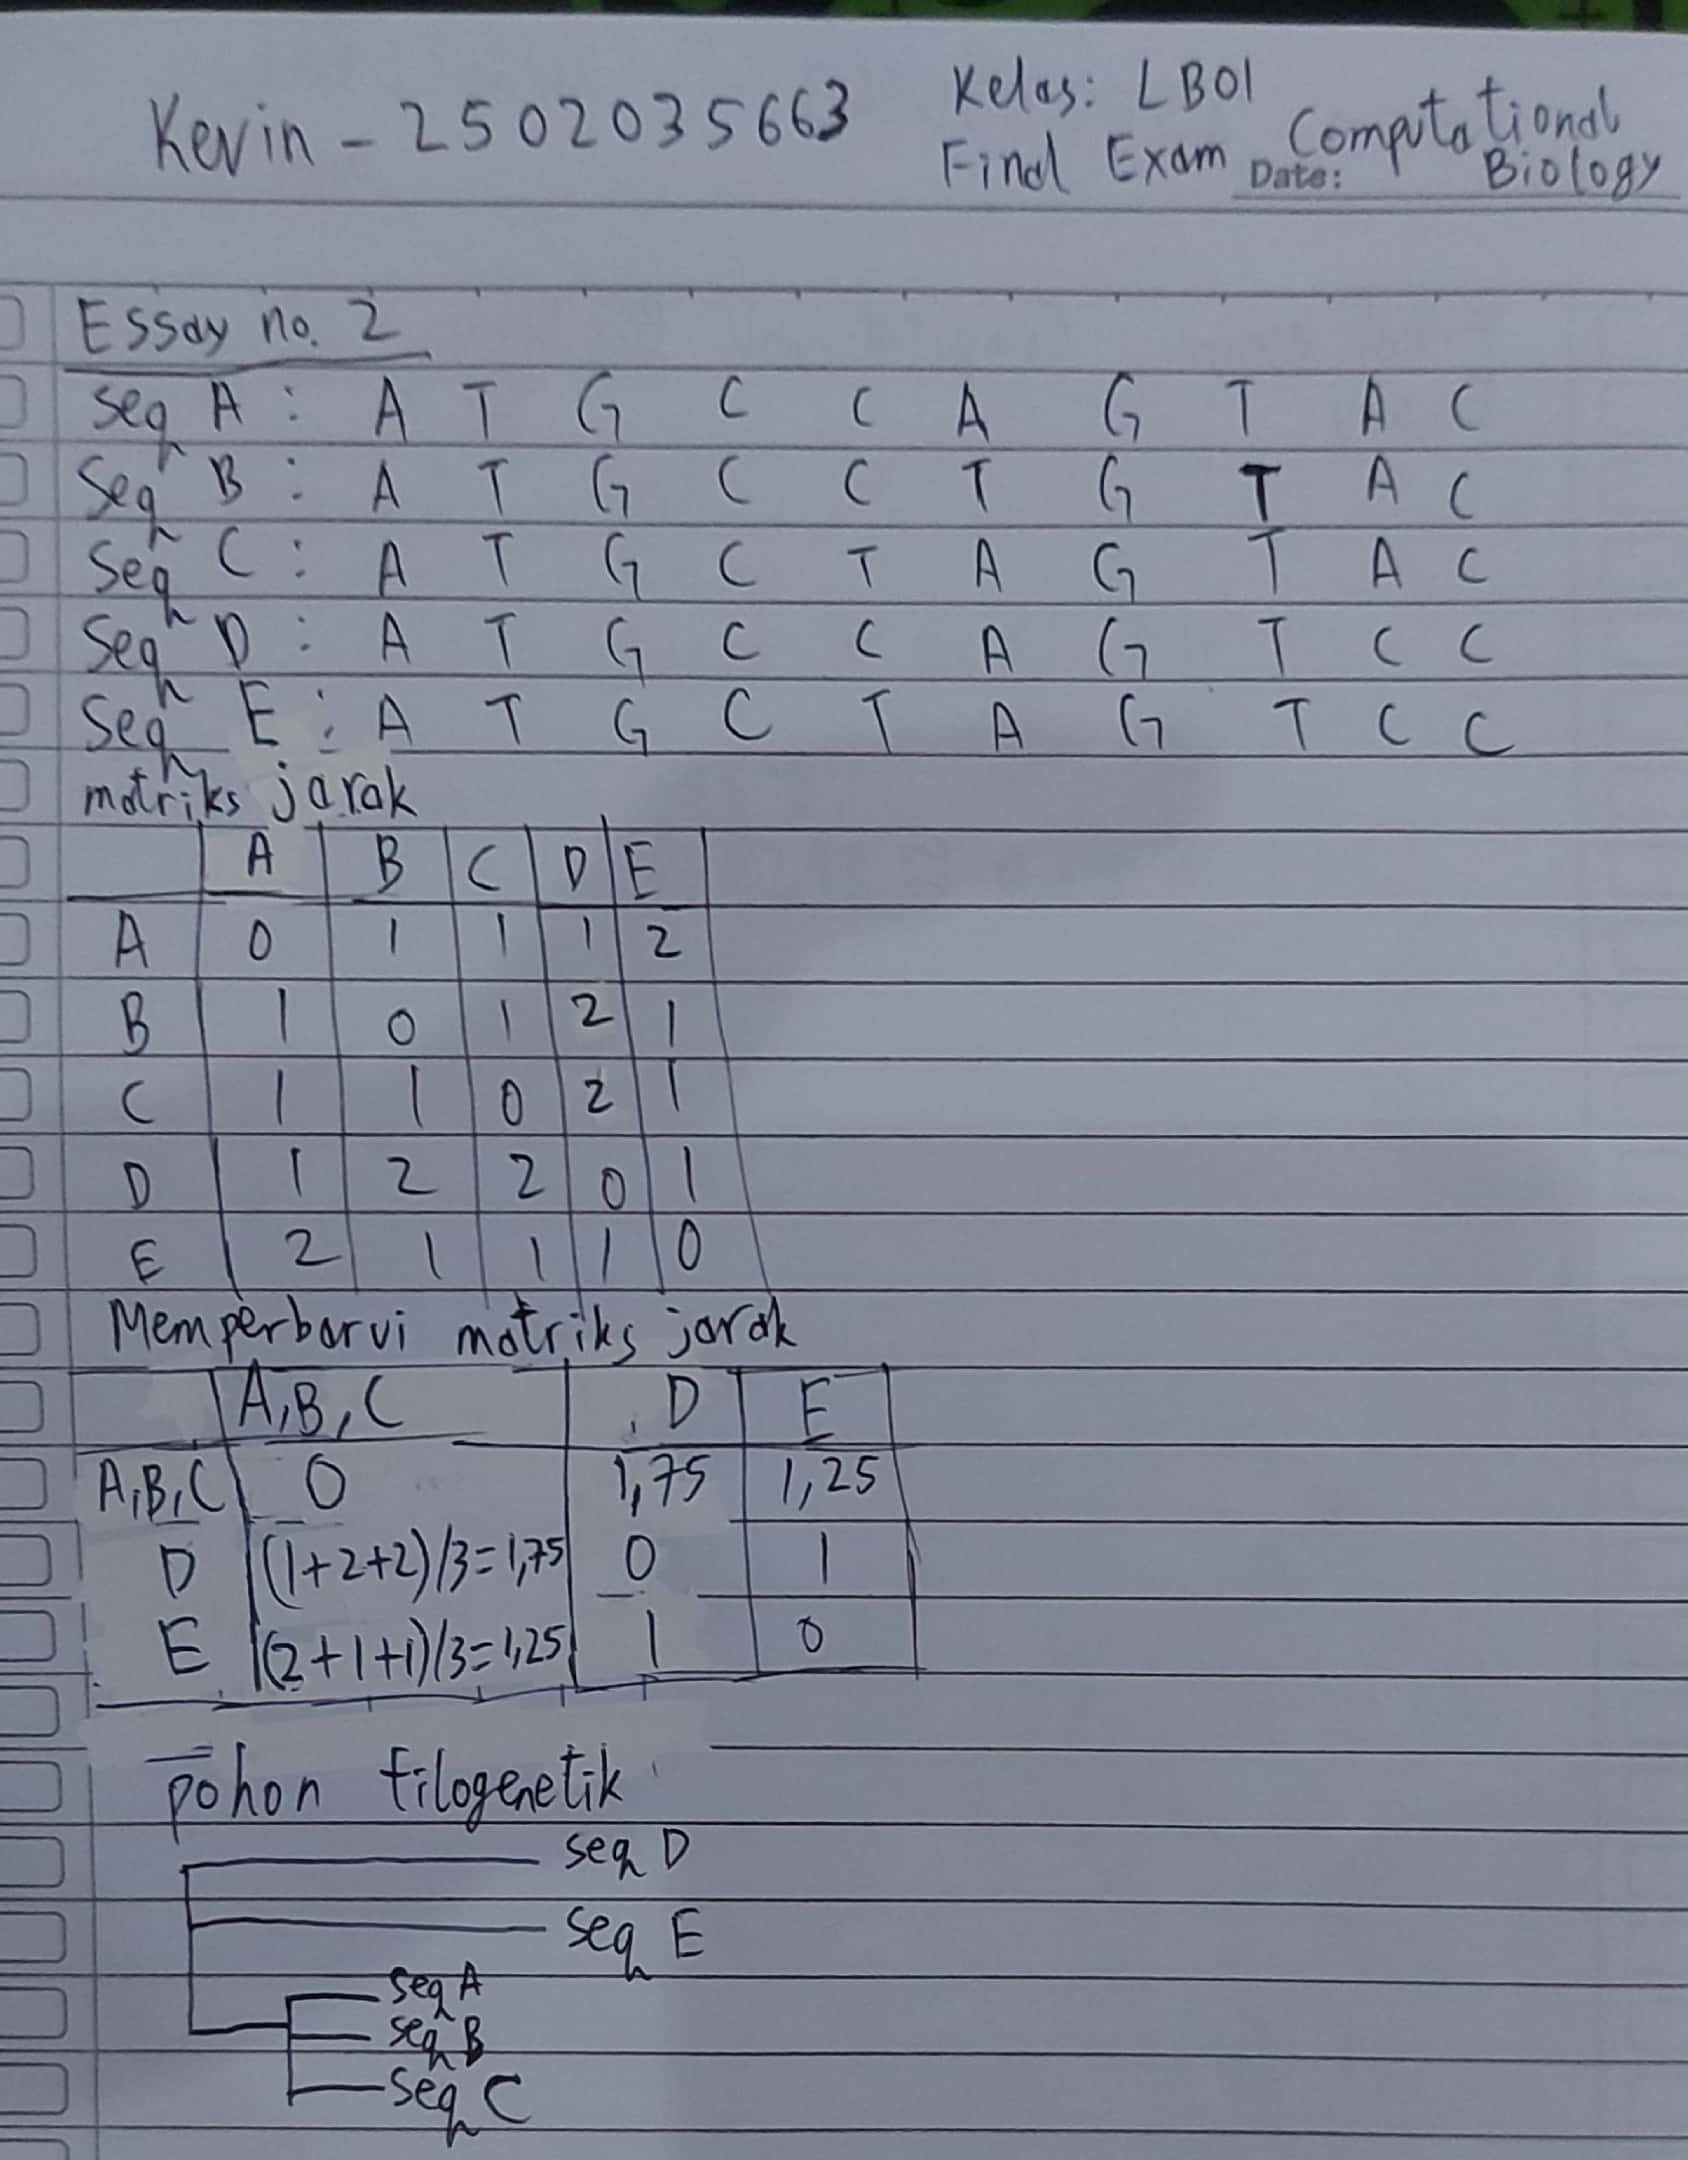 Kevin - 2502035663
Kelas: LB01
Final Exam Computational
Date: Biology
Essay no. 2
Seq A : A T G C C A G T A C
Seq B : A T G C C T G T A C
Seq C : A T G C T A G T A C
Seq D : A T G C C A G T C C
Seq E : A T G C T A G T C C
matriks jarak
A B C D E
A 0 1 1 1 2
B 1 0 1 2 1
C 1 1 0 2 1
D 1 2 2 0 1
E 2 1 1 1 0
Memperbarui matriks jarak
A,B,C D E
A,B,C 0 1,75 1,25
D (1+2+2)/3=1,75 0 1
E (2+1+1)/3=1,25 1 0
pohon filogenetik
seq D
seq E
seq A
seq B
seq C